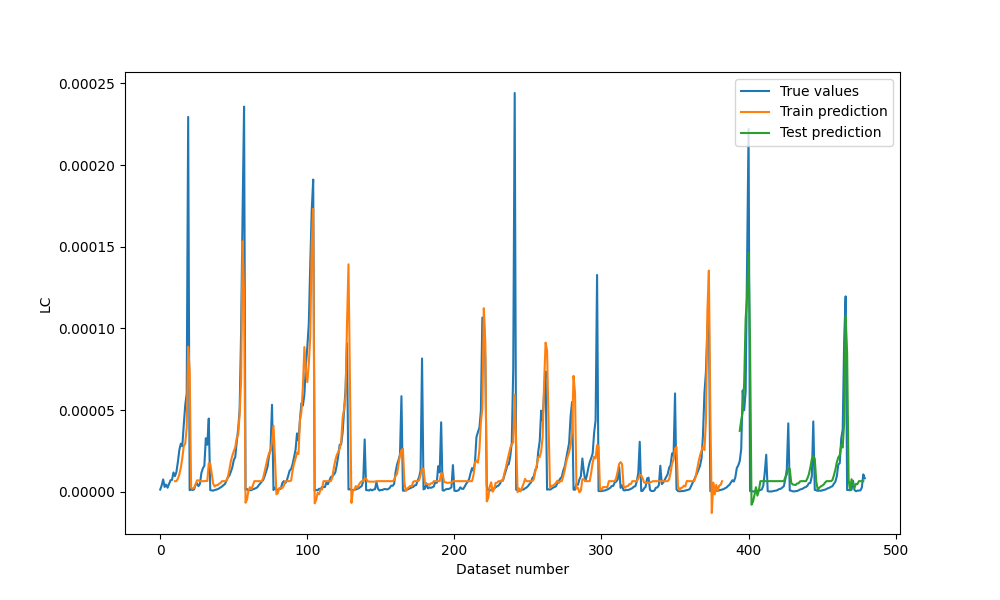 True values
Train prediction
Test prediction
0.00025
0.00020
0.00015
0.00010
0.00005
0.00000
LC
0
100
200
300
400
500
Dataset number